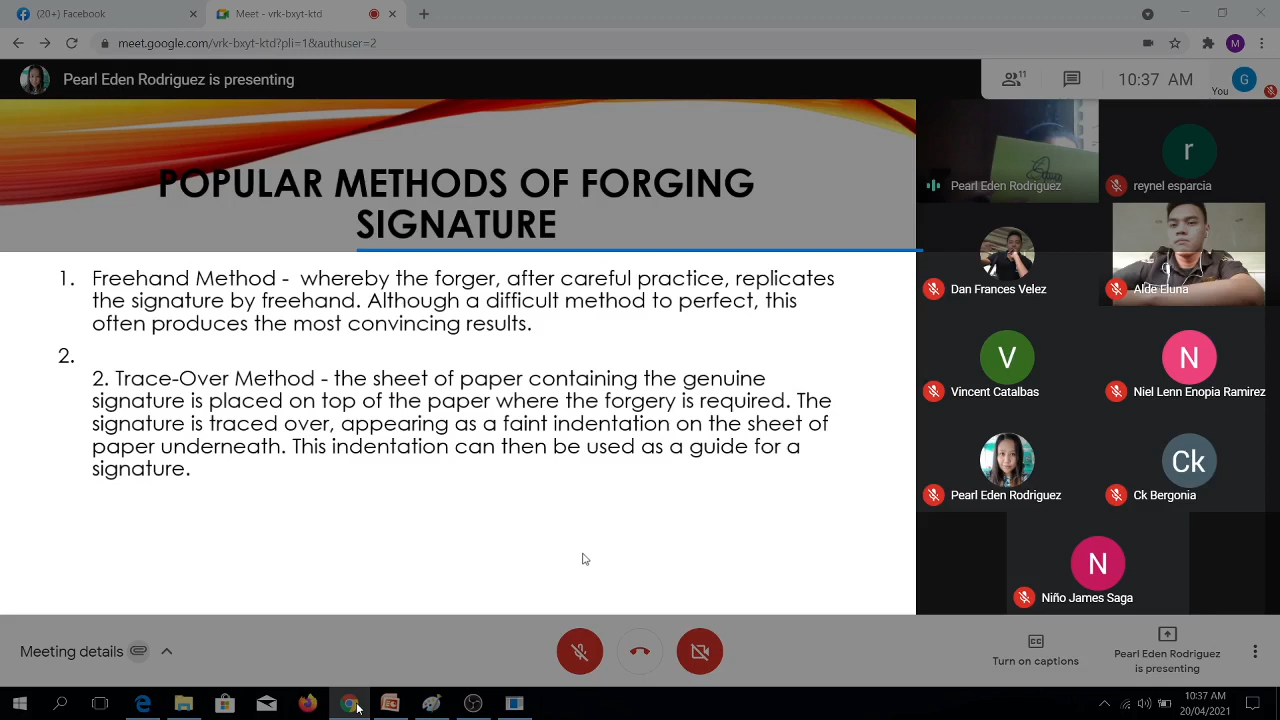 (20+) Facebook
Meet - vrk-bxyt-ktd
meet.google.com/vrk-bxyt-ktd?pli=1&authuser=2
M
Pearl Eden Rodriguez is presenting
11
10:37 AM
You
G
POPULAR METHODS OF FORGING
SIGNATURE
1. Freehand Method - whereby the forger, after careful practice, replicates
the signature by freehand. Although a difficult method to perfect, this
often produces the most convincing results.
2.
2. Trace-Over Method - the sheet of paper containing the genuine
signature is placed on top of the paper where the forgery is required. The
signature is traced over, appearing as a faint indentation on the sheet of
paper underneath. This indentation can then be used as a guide for a
signature.
Pearl Eden Rodriguez
r
reynel esparcia
Dan Frances Velez
Alde Eluna
V
Vincent Catalbas
N
Niel Lenn Enopia Ramirez
Pearl Eden Rodriguez
Ck
Ck Bergonia
N
Niño James Saga
Meeting details
CC
Turn on captions
Pearl Eden Rodriguez
is presenting
10:37 AM
20/04/2021